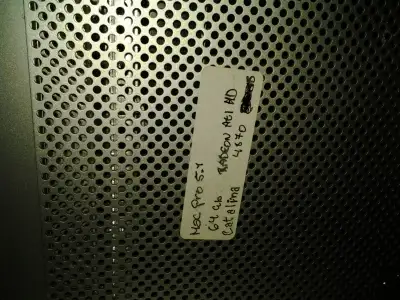 Mac Pro 5.1
64 Gb RADEON ATI HD
Catalina 4870